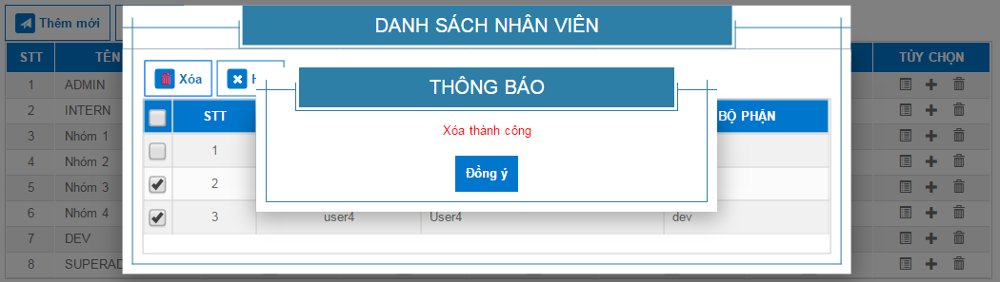 DANH SÁCH NHÂN VIÊN
Thêm mới
STT TÊN TÙY CHỌN
Xóa
THÔNG BÁO
STT BỘ PHẬN
Xóa thành công
Đồng ý
1
2
3 user4 User4 dev
1 ADMIN
2 INTERN
3 Nhóm 1
4 Nhóm 2
5 Nhóm 3
6 Nhóm 4
7 DEV
8 SUPERAD